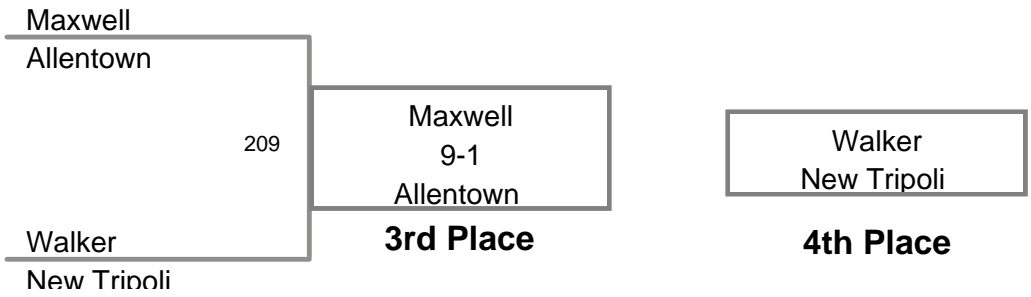 Maxwell
Allentown
209
Maxwell
9-1
Allentown
3rd Place
Walker
New Tripoli
4th Place
Walker
New Tripoli